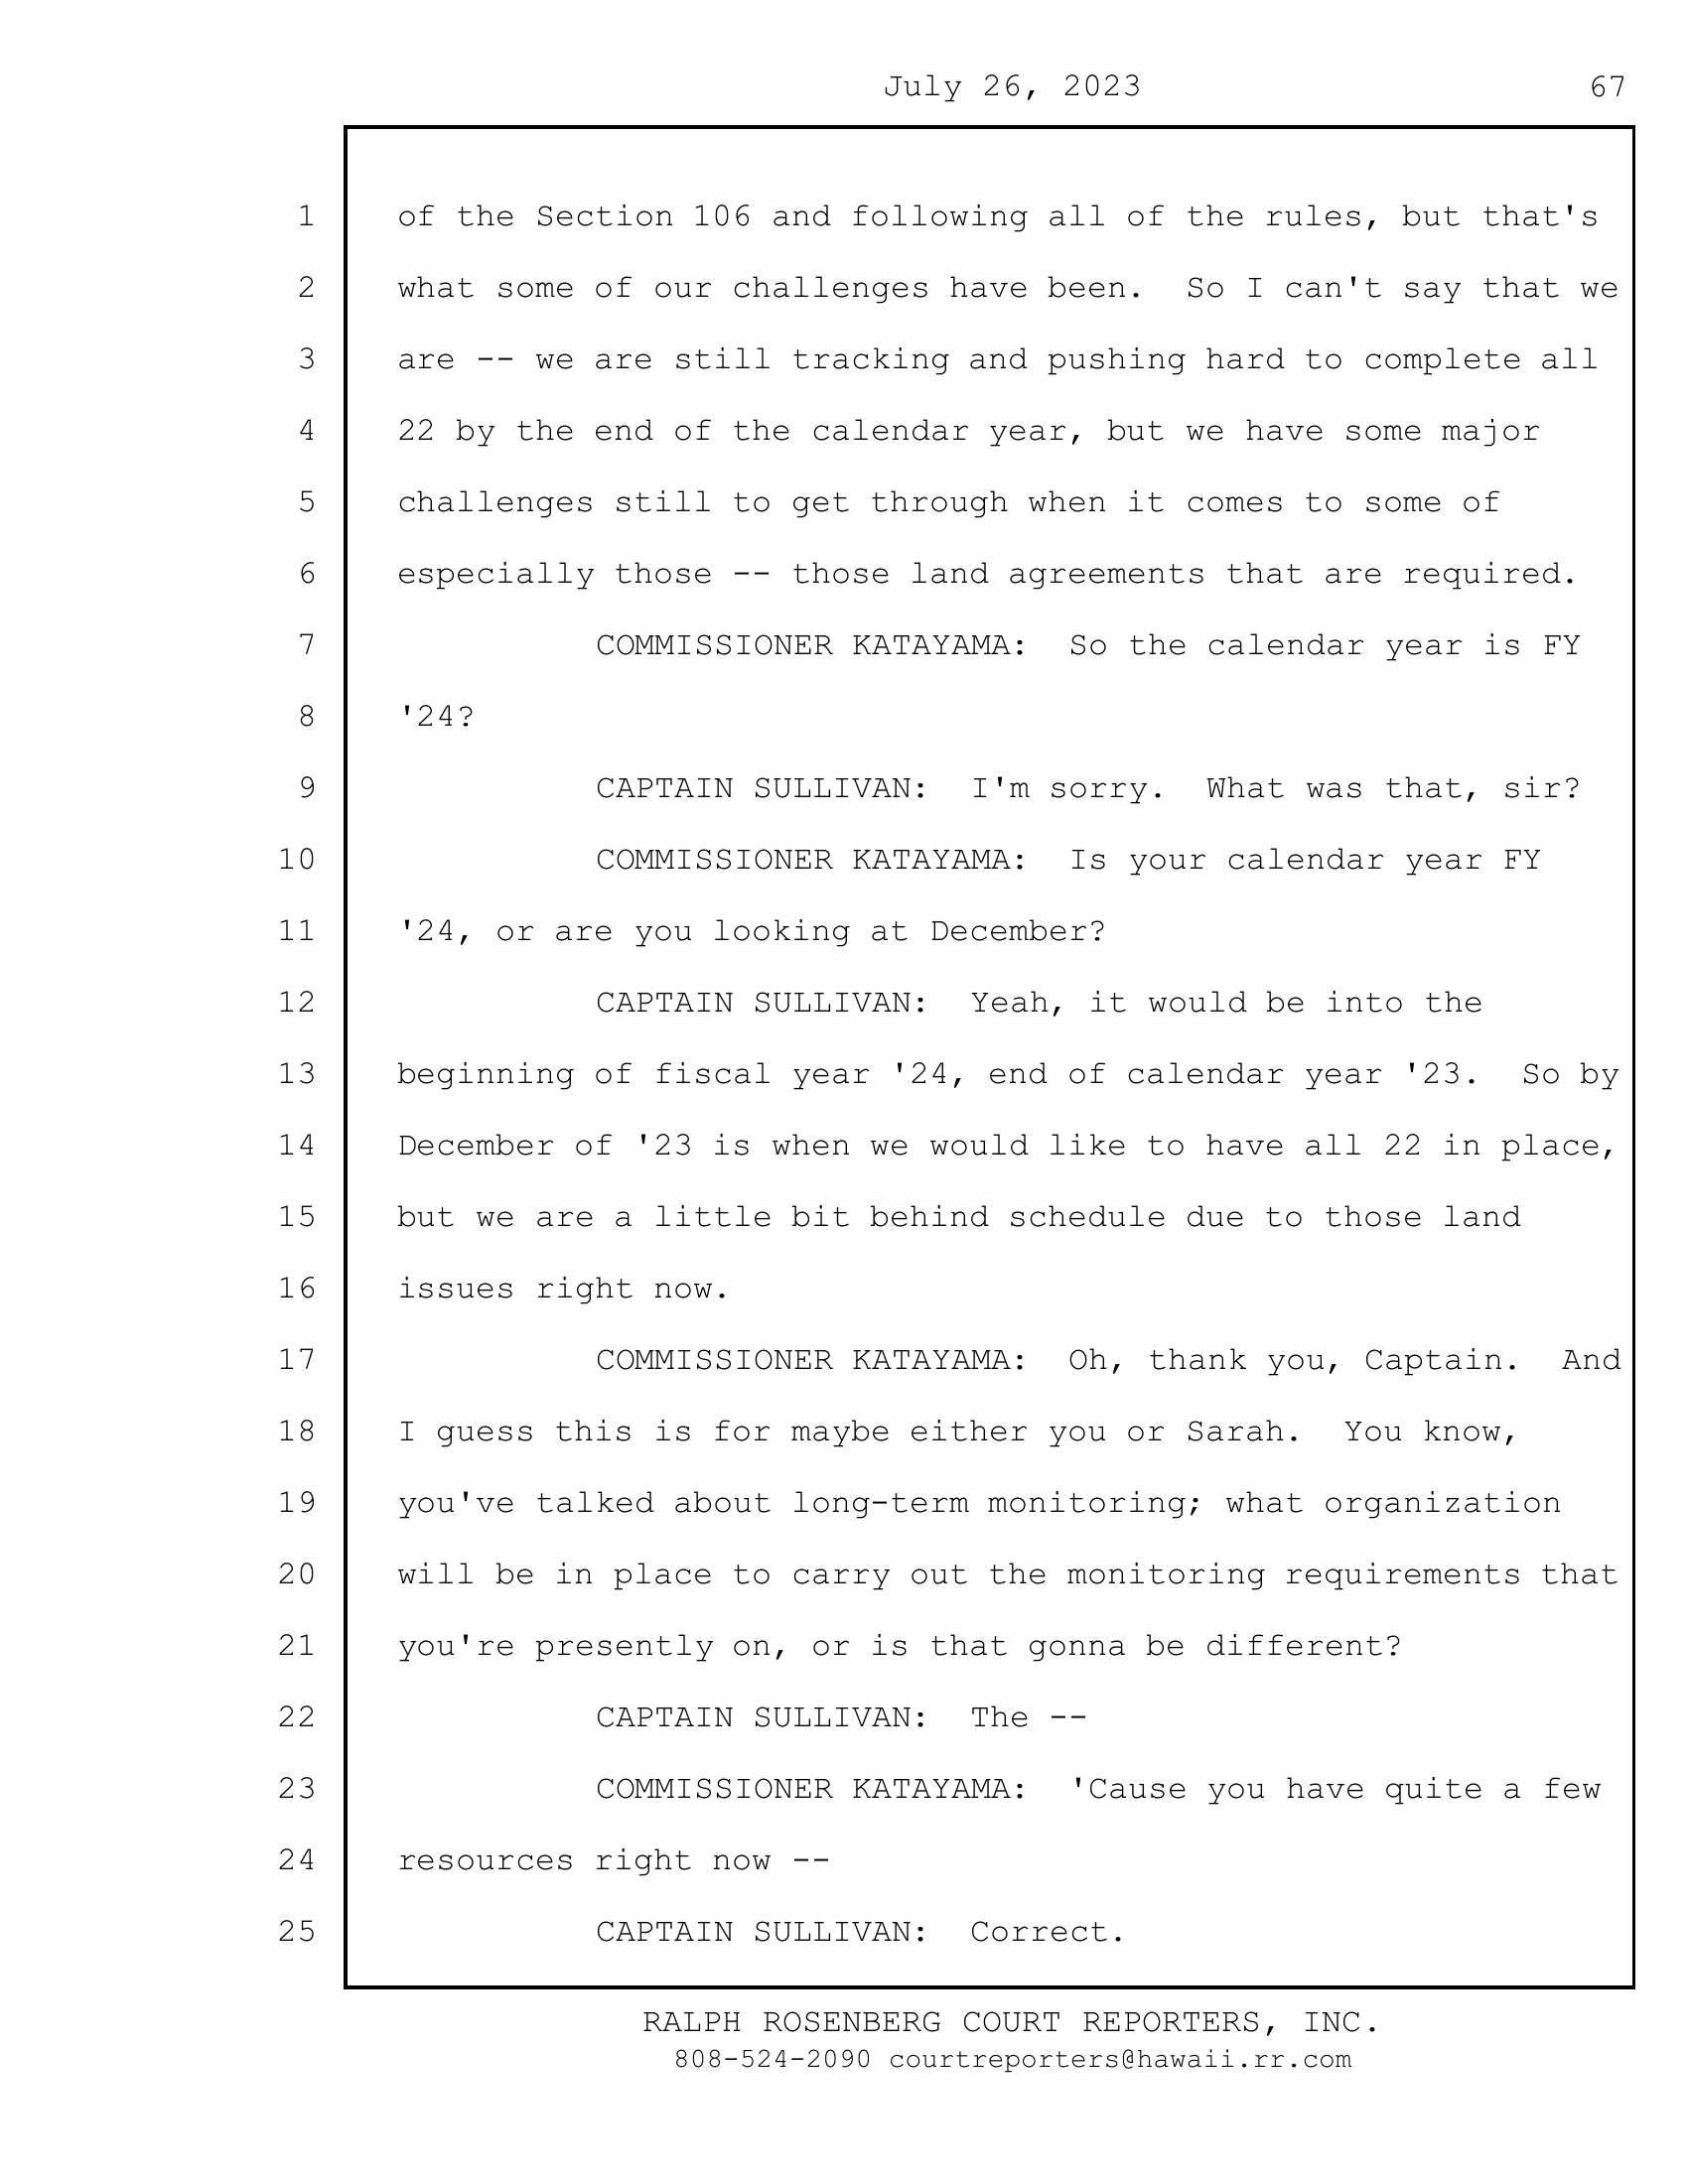 July 26, 2023 67
1 of the Section 106 and following all of the rules, but that's
2 what some of our challenges have been.  So I can't say that we
3 are -- we are still tracking and pushing hard to complete all
4 22 by the end of the calendar year, but we have some major
5 challenges still to get through when it comes to some of
6 especially those -- those land agreements that are required.
7 COMMISSIONER KATAYAMA:  So the calendar year is FY
8 '24?
9 CAPTAIN SULLIVAN:  I'm sorry.  What was that, sir?
10 COMMISSIONER KATAYAMA:  Is your calendar year FY
11 '24, or are you looking at December?
12 CAPTAIN SULLIVAN:  Yeah, it would be into the
13 beginning of fiscal year '24, end of calendar year '23.  So by
14 December of '23 is when we would like to have all 22 in place,
15 but we are a little bit behind schedule due to those land
16 issues right now.
17 COMMISSIONER KATAYAMA:  Oh, thank you, Captain.  And
18 I guess this is for maybe either you or Sarah.  You know,
19 you've talked about long-term monitoring; what organization
20 will be in place to carry out the monitoring requirements that
21 you're presently on, or is that gonna be different?
22 CAPTAIN SULLIVAN:  The --
23 COMMISSIONER KATAYAMA:  'Cause you have quite a few
24 resources right now --
25 CAPTAIN SULLIVAN:  Correct.
RALPH ROSENBERG COURT REPORTERS, INC.
808-524-2090 courtreporters@hawaii.rr.com